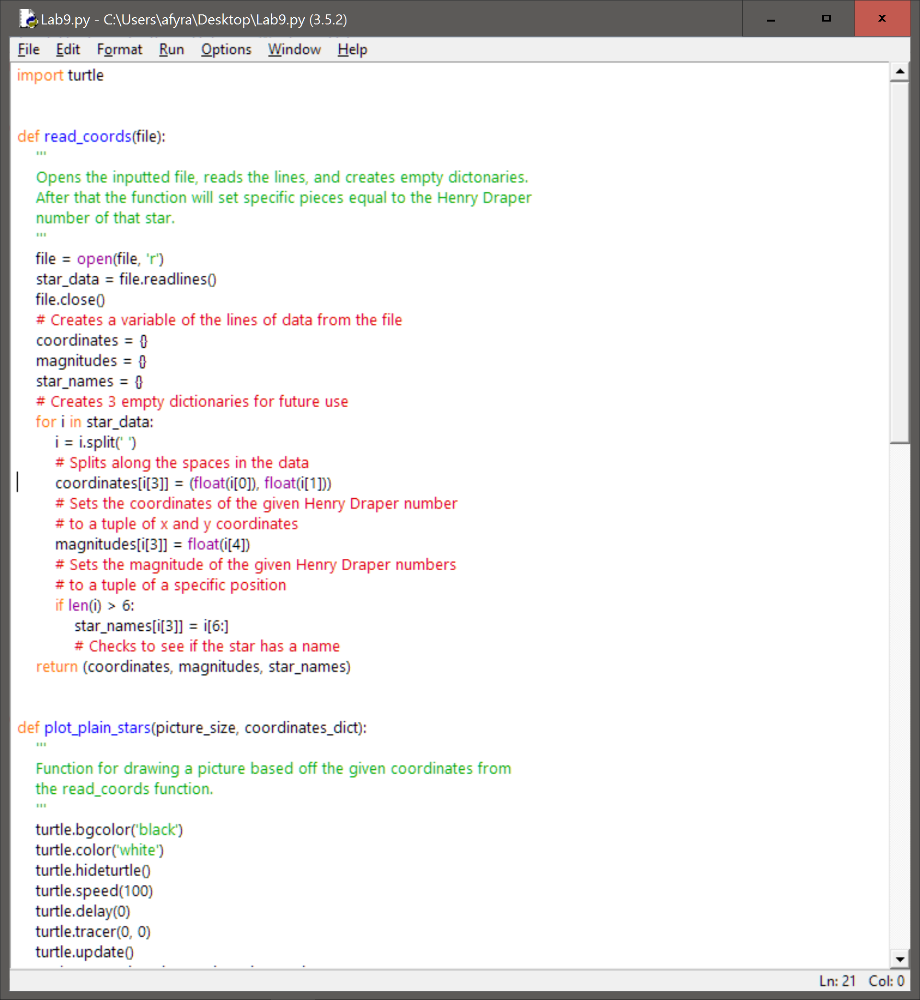 Lab9.py - C:\Users\afyra\Desktop\Lab9.py (3.5.2)
File Edit Format Run Options Window Help
import turtle
def read_coords(file):
'''
Opens the inputted file, reads the lines, and creates empty dictonaries.
After that the function will set specific pieces equal to the Henry Draper
number of that star.
'''
file = open(file, 'r')
star_data = file.readlines()
file.close()
# Creates a variable of the lines of data from the file
coordinates = {}
magnitudes = {}
star_names = {}
# Creates 3 empty dictionaries for future use
for i in star_data:
i = i.split(' ')
# Splits along the spaces in the data
coordinates[i[3]] = (float(i[0]), float(i[1]))
# Sets the coordinates of the given Henry Draper number
# to a tuple of x and y coordinates
magnitudes[i[3]] = float(i[4])
# Sets the magnitude of the given Henry Draper numbers
# to a tuple of a specific position
if len(i) > 6:
star_names[i[3]] = i[6:]
# Checks to see if the star has a name
return (coordinates, magnitudes, star_names)
def plot_plain_stars(picture_size, coordinates_dict):
'''
Function for drawing a picture based off the given coordinates from
the read_coords function.
'''
turtle.bgcolor('black')
turtle.color('white')
turtle.hideturtle()
turtle.speed(100)
turtle.delay(0)
turtle.tracer(0, 0)
turtle.update()
Ln: 21 Col: 0